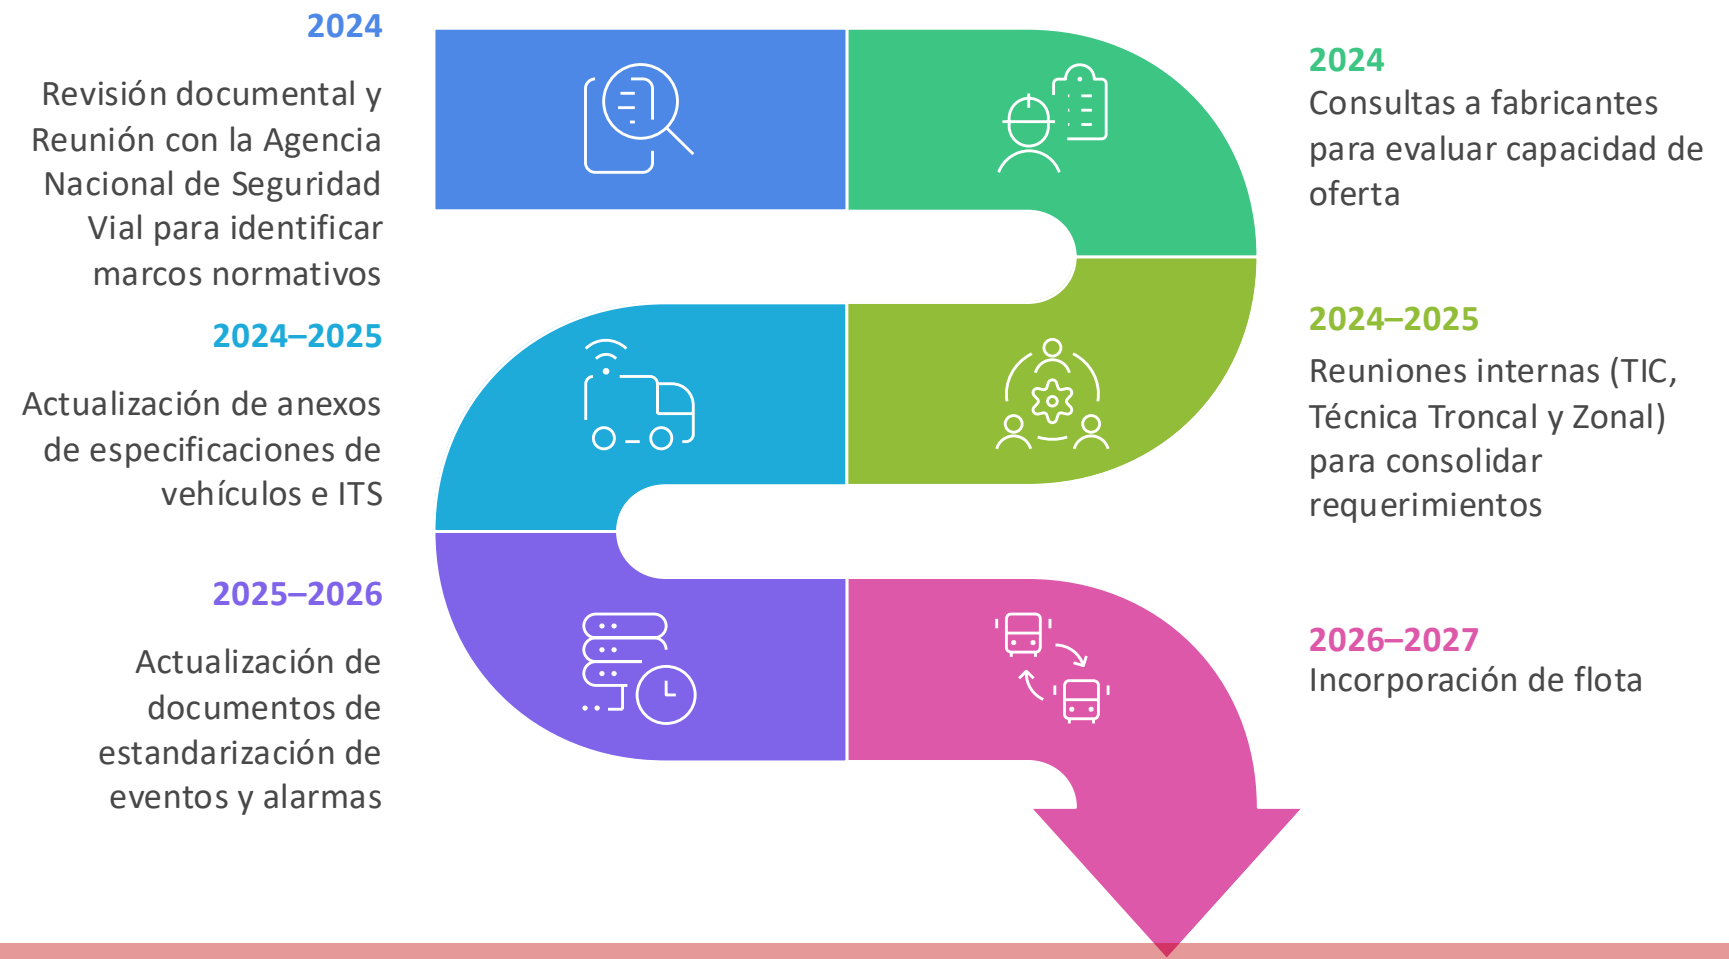 2024
Revisión documental y
Reunión con la Agencia
Nacional de Seguridad
Vial para identificar
marcos normativos
2024
Consultas a fabricantes
para evaluar capacidad de
oferta
2024–2025
Reuniones internas (TIC,
Técnica Troncal y Zonal)
para consolidar
requerimientos
2024–2025
Actualización de anexos
de especificaciones de
vehículos e ITS
2025–2026
Actualización de
documentos de
estandarización de
eventos y alarmas
2026–2027
Incorporación de flota